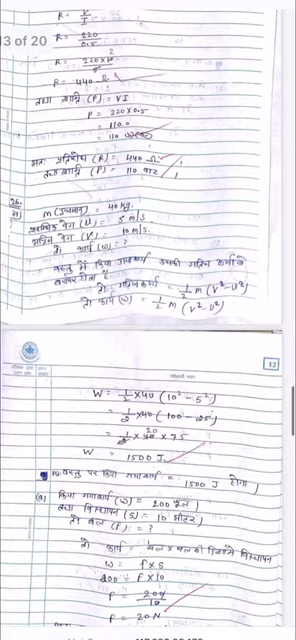 R = V/I
13 of 20
R = 220/0.5
R = 220×10
R = 440 Ω
तथा शक्ति (P) = VI
P = 220×0.5
= 110.0
= 110
अतः प्रतिरोध (R) = 440 Ω
(P) = 110 वाट
26.
m (द्रव्यमान) = 40 kg.
वेग (U) = 5 m/s.
वेग (V) = 10 m/s.
तो कार्य (W) = ?
वस्तु में किया गया कार्य उसकी गतिज ऊर्जा के
बराबर होता है
तो गतिज ऊर्जा = 1/2 m (V²-U²)
तो कार्य (W) = 1/2 m (V²-U²)
12
W = 1/2 × 40 (10² - 5²)
= 1/2 × 40 (100 - 25)
= 1/2 × 40 20 × 75
W = 1500 J
वस्तु पर किया गया कार्य = 1500 J होगा
किया गया कार्य (W) = 200 जूल
तथा विस्थापन (S) = 10 मीटर
तो बल (F) = ?
तो कार्य = बल × बल की दिशा में विस्थापन
W = F×S
200 = F×10
F = 200/10
F = 20 N